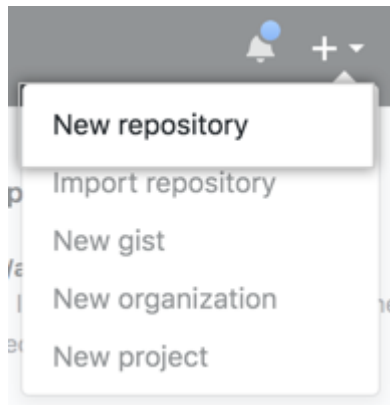 New repository
Import repository
New gist
New organization
New project